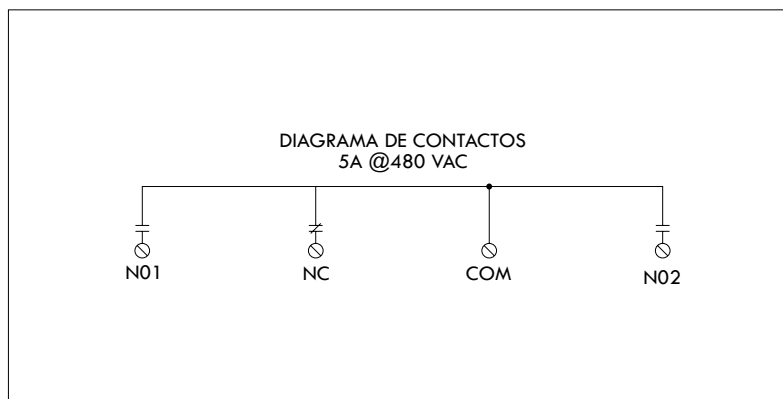 DIAGRAMA DE CONTACTOS
5A @480 VAC
N01
NC
COM
N02